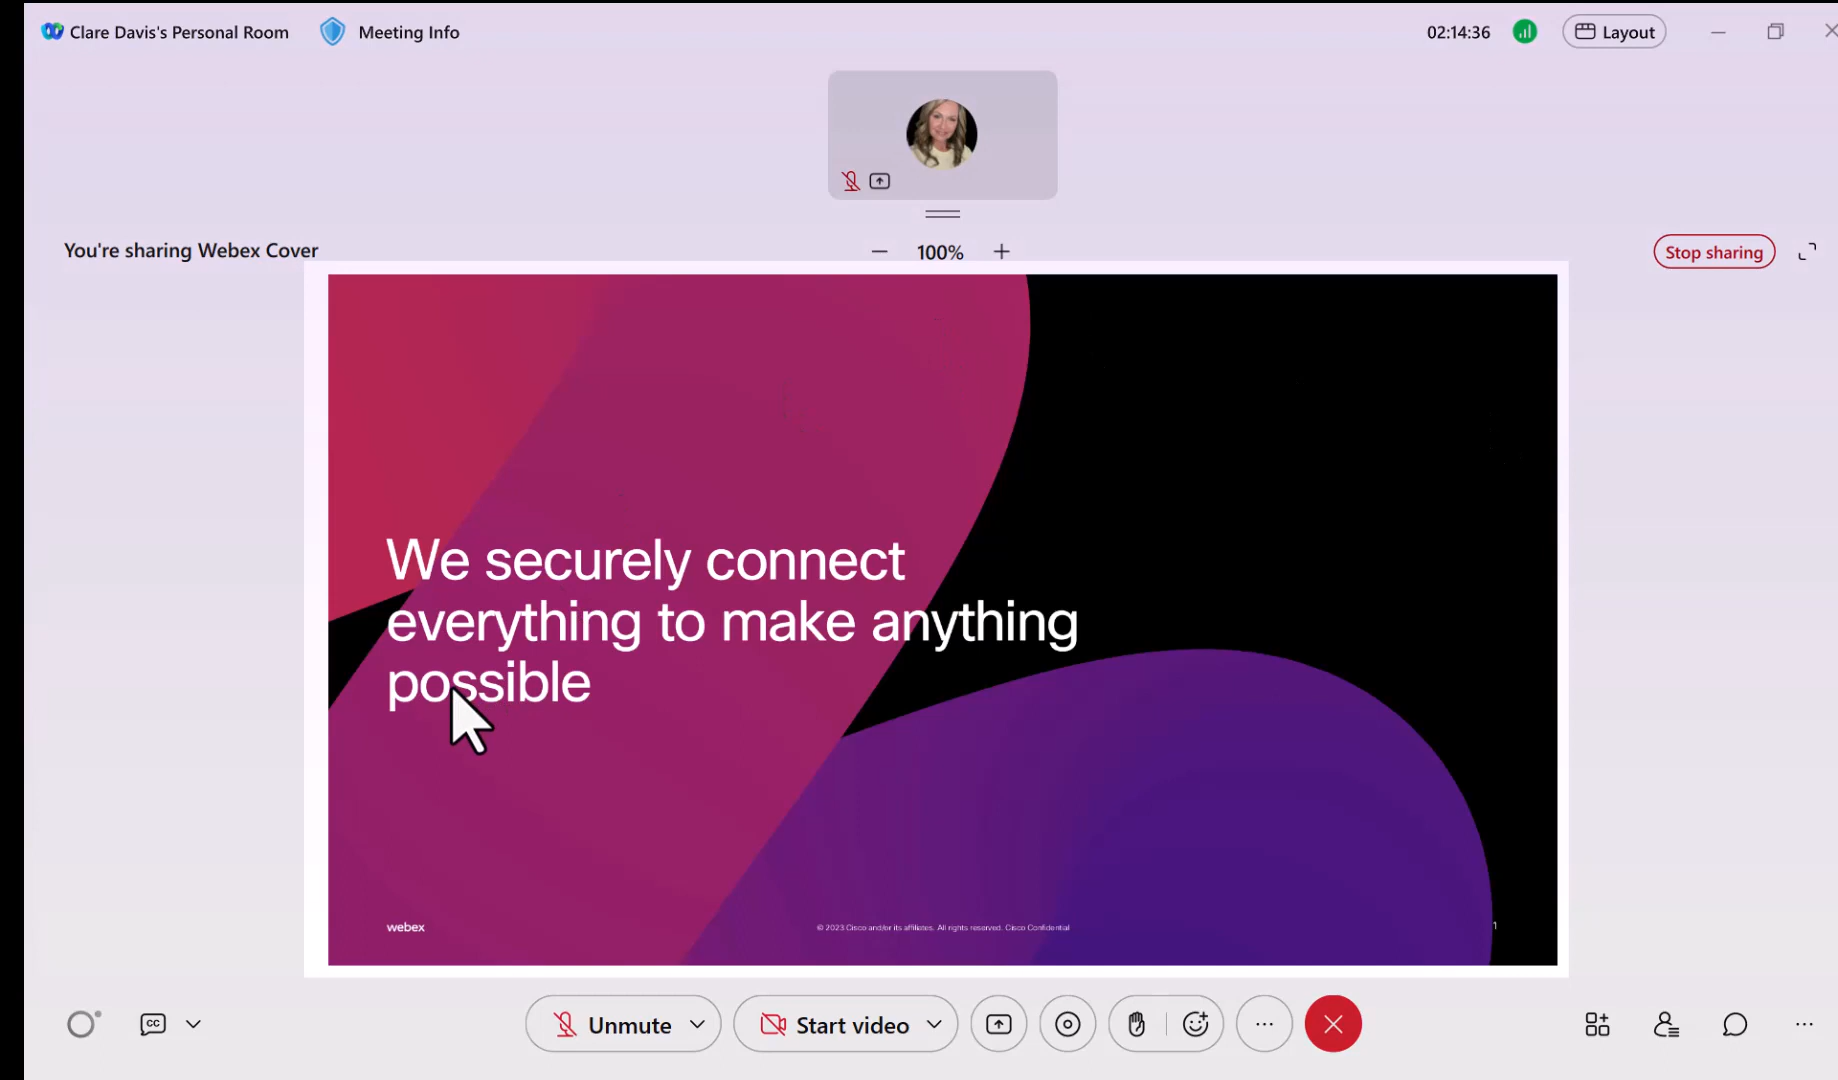 Clare Davis's Personal Room
Meeting Info
02:14:36
Layout
You're sharing Webex Cover
100%
Stop sharing
We securely connect
everything to make anything
possible
webex
© 2023 Cisco and/or its affiliates. All rights reserved. Cisco Confidential
1
CC
Unmute
Start video